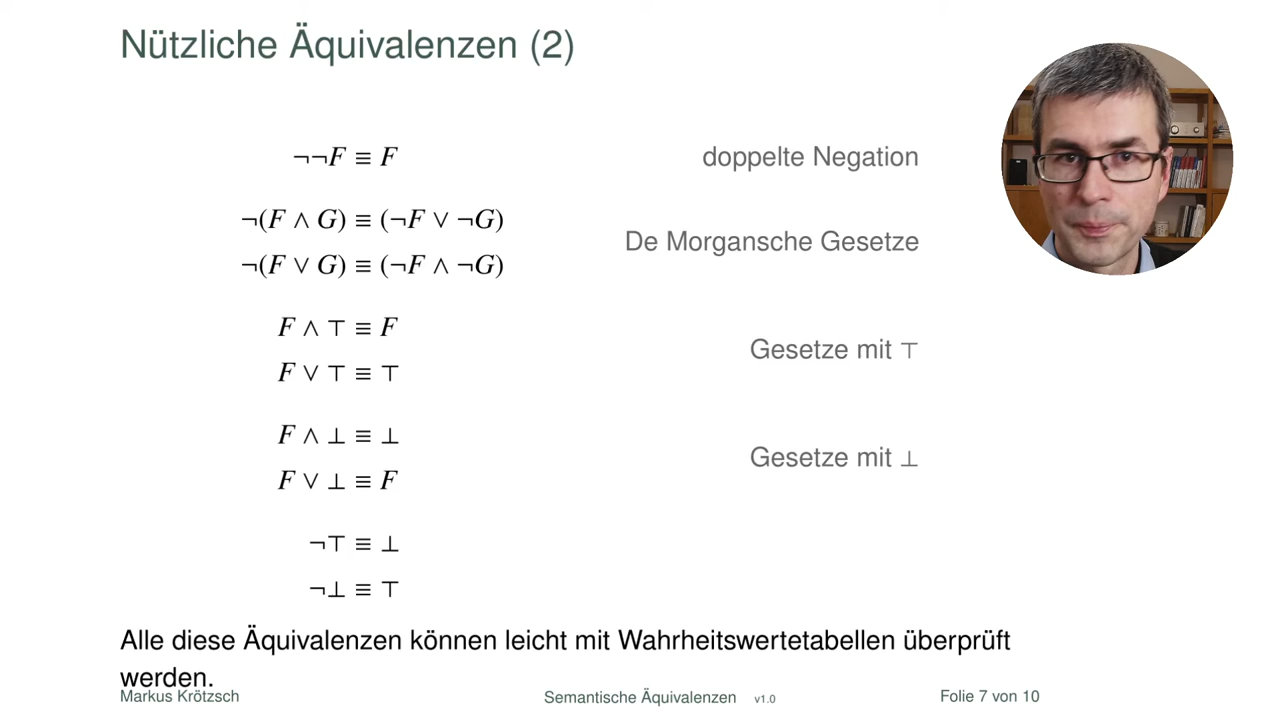 Nützliche Äquivalenzen (2)
¬¬F ≡ F doppelte Negation
¬(F ∧ G) ≡ (¬F ∨ ¬G)
De Morgansche Gesetze
¬(F ∨ G) ≡ (¬F ∧ ¬G)
F ∧ ⊤ ≡ F
Gesetze mit ⊤
F ∨ ⊤ ≡ ⊤
F ∧ ⊥ ≡ ⊥
Gesetze mit ⊥
F ∨ ⊥ ≡ F
¬⊤ ≡ ⊥
¬⊥ ≡ ⊤
Alle diese Äquivalenzen können leicht mit Wahrheitswertetabellen überprüft
werden.
Markus Krötzsch Semantische Äquivalenzen v1.0 Folie 7 von 10